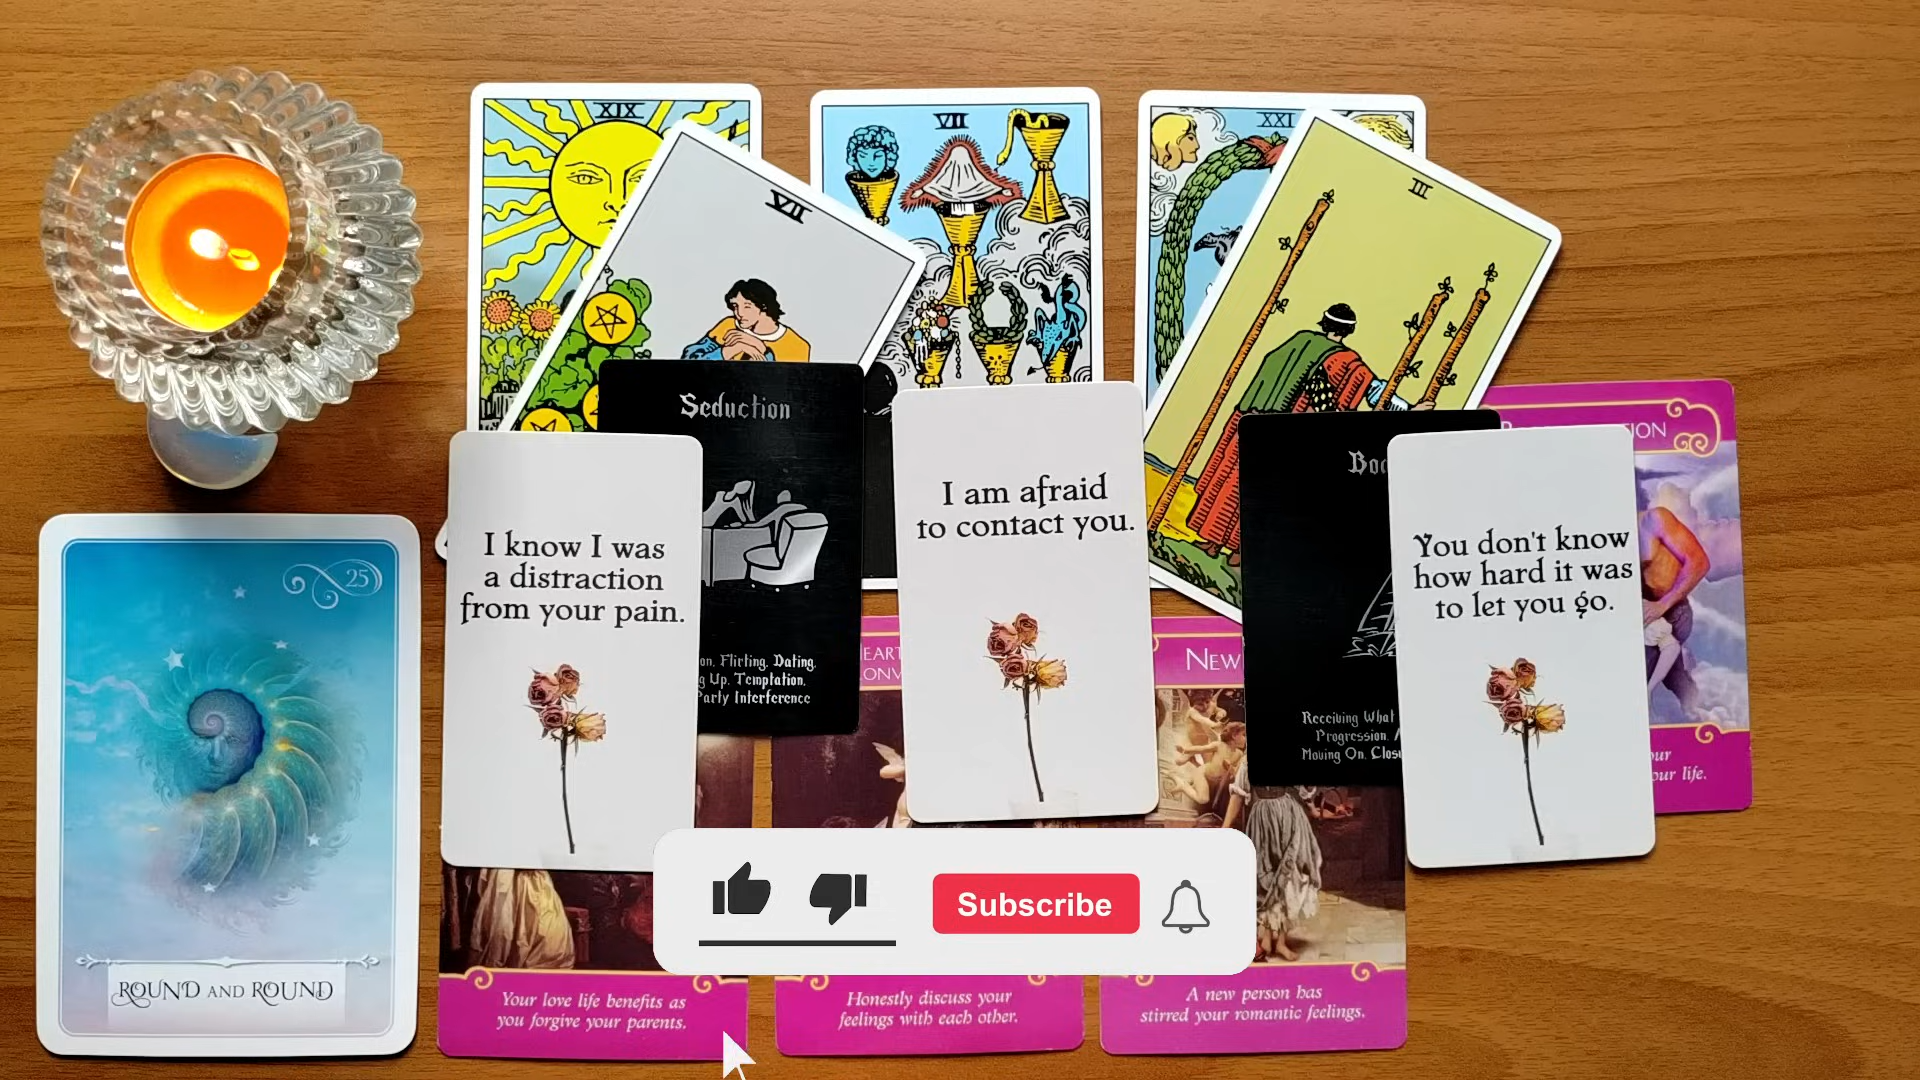 XIX
VII
VII
XXI
III
Seduction
Flirting, Dating,
Up, Temptation,
Party Interference
I know I was
a distraction
from your pain.
I am afraid
to contact you.
You don't know
how hard it was
to let you go.
New
Receiving What
Progression,
Moving On, Closu
our life.
25
ROUND AND ROUND
Your love life benefits as
you forgive your parents.
Honestly discuss your
feelings with each other.
A new person has
stirred your romantic feelings.
Subscribe